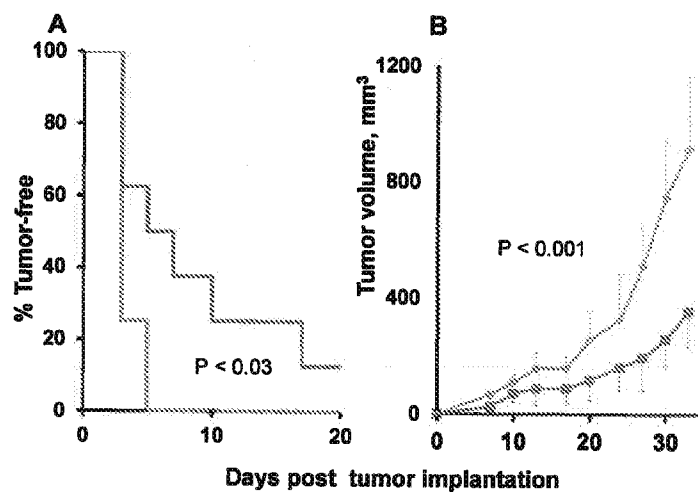 A
B
% Tumor-free
100
80
60
40
20
0
P < 0.03
0
10
20
Tumor volume, mm³
1200
800
400
0
P < 0.001
0
10
20
30
Days post tumor implantation